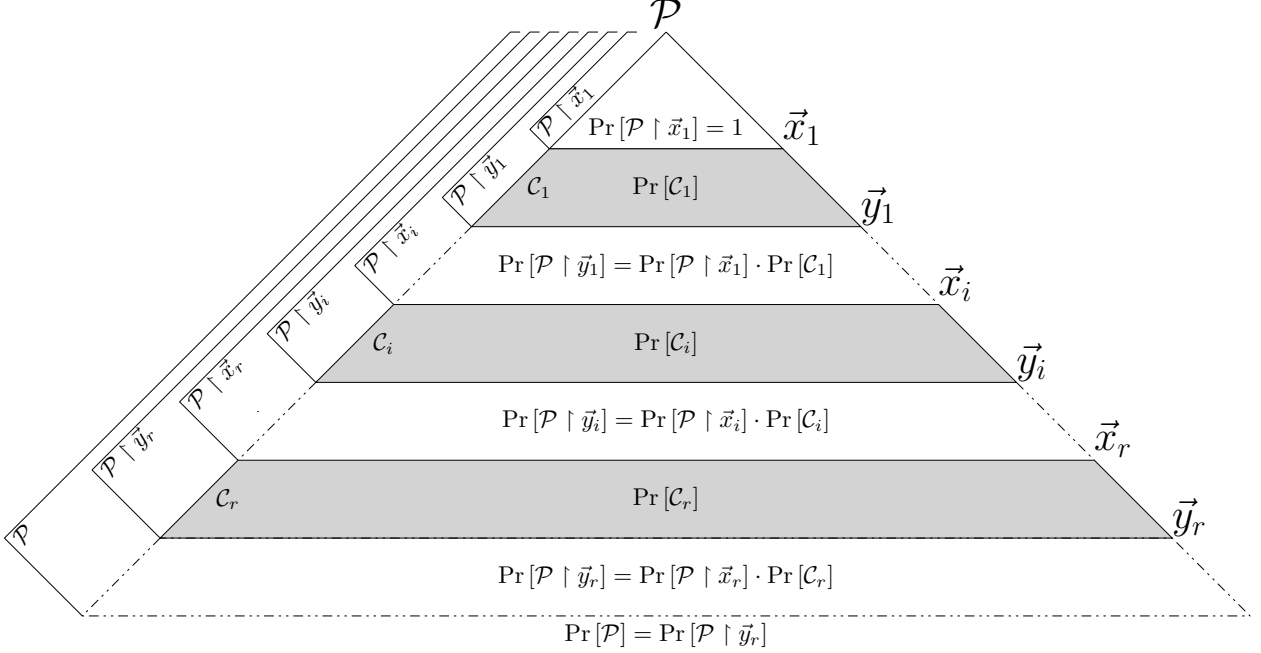 𝒫
Pr [𝒫 ↾ x⃗₁] = 1
x⃗₁
𝒫 ↾ x⃗₁
𝒞₁
Pr [𝒞₁]
y⃗₁
𝒫 ↾ y⃗₁
Pr [𝒫 ↾ y⃗₁] = Pr [𝒫 ↾ x⃗₁] · Pr [𝒞₁]
x⃗ᵢ
𝒫 ↾ x⃗ᵢ
𝒞ᵢ
Pr [𝒞ᵢ]
y⃗ᵢ
𝒫 ↾ y⃗ᵢ
Pr [𝒫 ↾ y⃗ᵢ] = Pr [𝒫 ↾ x⃗ᵢ] · Pr [𝒞ᵢ]
x⃗ᵣ
𝒫 ↾ x⃗ᵣ
𝒞ᵣ
Pr [𝒞ᵣ]
y⃗ᵣ
𝒫 ↾ y⃗ᵣ
𝒫
Pr [𝒫 ↾ y⃗ᵣ] = Pr [𝒫 ↾ x⃗ᵣ] · Pr [𝒞ᵣ]
Pr [𝒫] = Pr [𝒫 ↾ y⃗ᵣ]